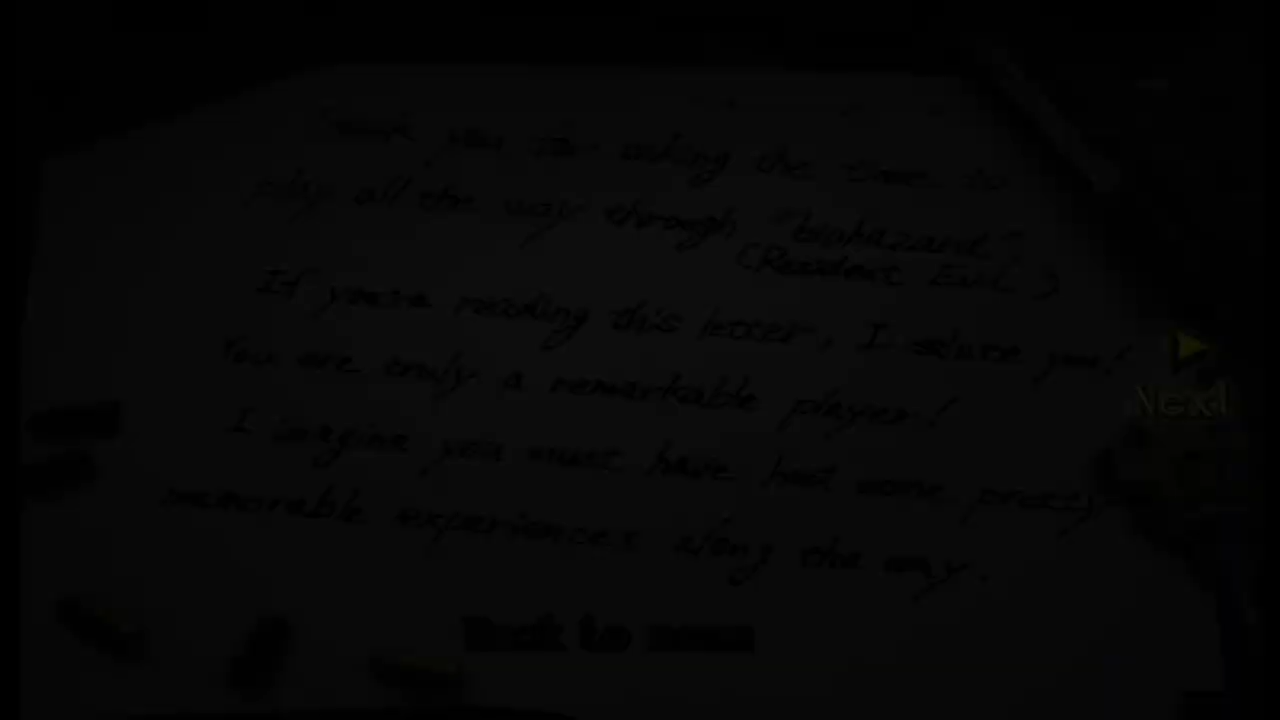 Thank you for taking the time to
play all the way through "biohazard"
(Resident Evil)
If you're reading this letter, I salute you!
You are truly a remarkable player!
I imagine you must have had some pretty
memorable experiences along the way.
Next
Back to